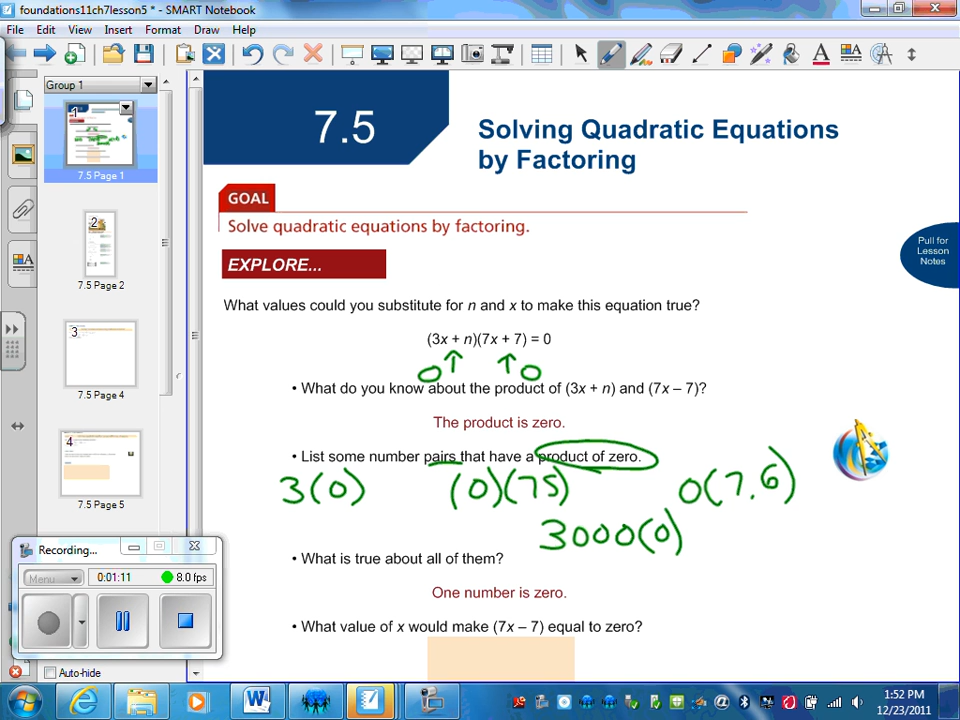 foundations11ch7lesson5 * - SMART Notebook
File Edit View Insert Format Draw Help
Group 1
1
7.5 Page 1
2
7.5 Page 2
3
7.5 Page 4
4
7.5 Page 5
7.5
Solving Quadratic Equations
by Factoring
GOAL
Solve quadratic equations by factoring.
EXPLORE...
Pull for
Lesson
Notes
What values could you substitute for n and x to make this equation true?
(3x + n)(7x + 7) = 0
0 ↑ ↑ 0
• What do you know about the product of (3x + n) and (7x – 7)?
The product is zero.
• List some number pairs that have a product of zero.
3(0) (0)(75) 0(7.6)
3000(0)
• What is true about all of them?
One number is zero.
• What value of x would make (7x – 7) equal to zero?
Recording...
Menu 0:01:11 8.0 fps
Auto-hide
1:52 PM
12/23/2011